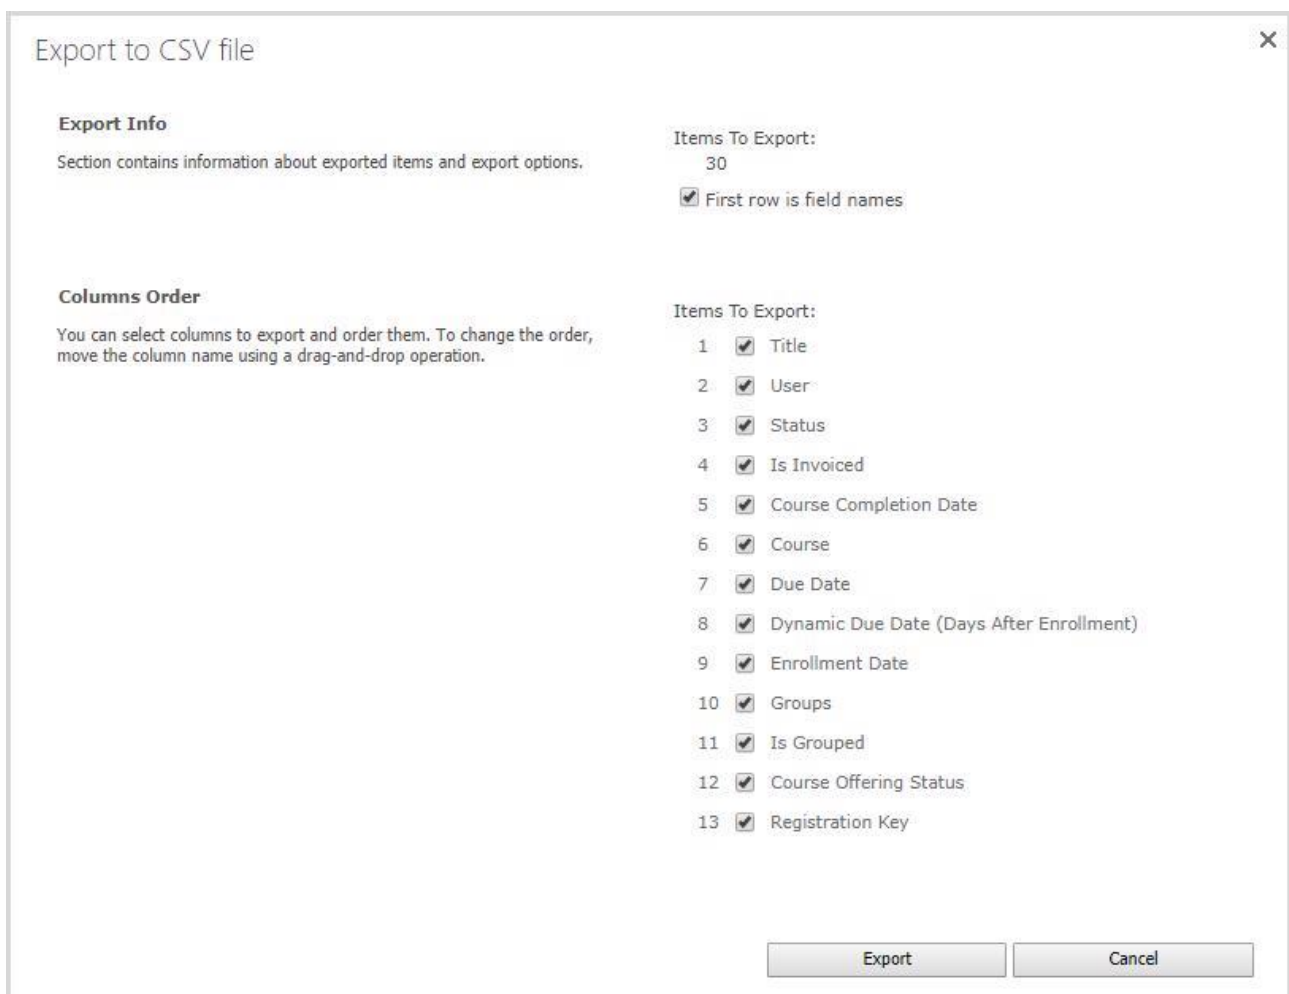 Export to CSV file
Export Info
Section contains information about exported items and export options.
Items To Export:
30
First row is field names
Columns Order
You can select columns to export and order them. To change the order,
move the column name using a drag-and-drop operation.
Items To Export:
1 Title
2 User
3 Status
4 Is Invoiced
5 Course Completion Date
6 Course
7 Due Date
8 Dynamic Due Date (Days After Enrollment)
9 Enrollment Date
10 Groups
11 Is Grouped
12 Course Offering Status
13 Registration Key
Export Cancel